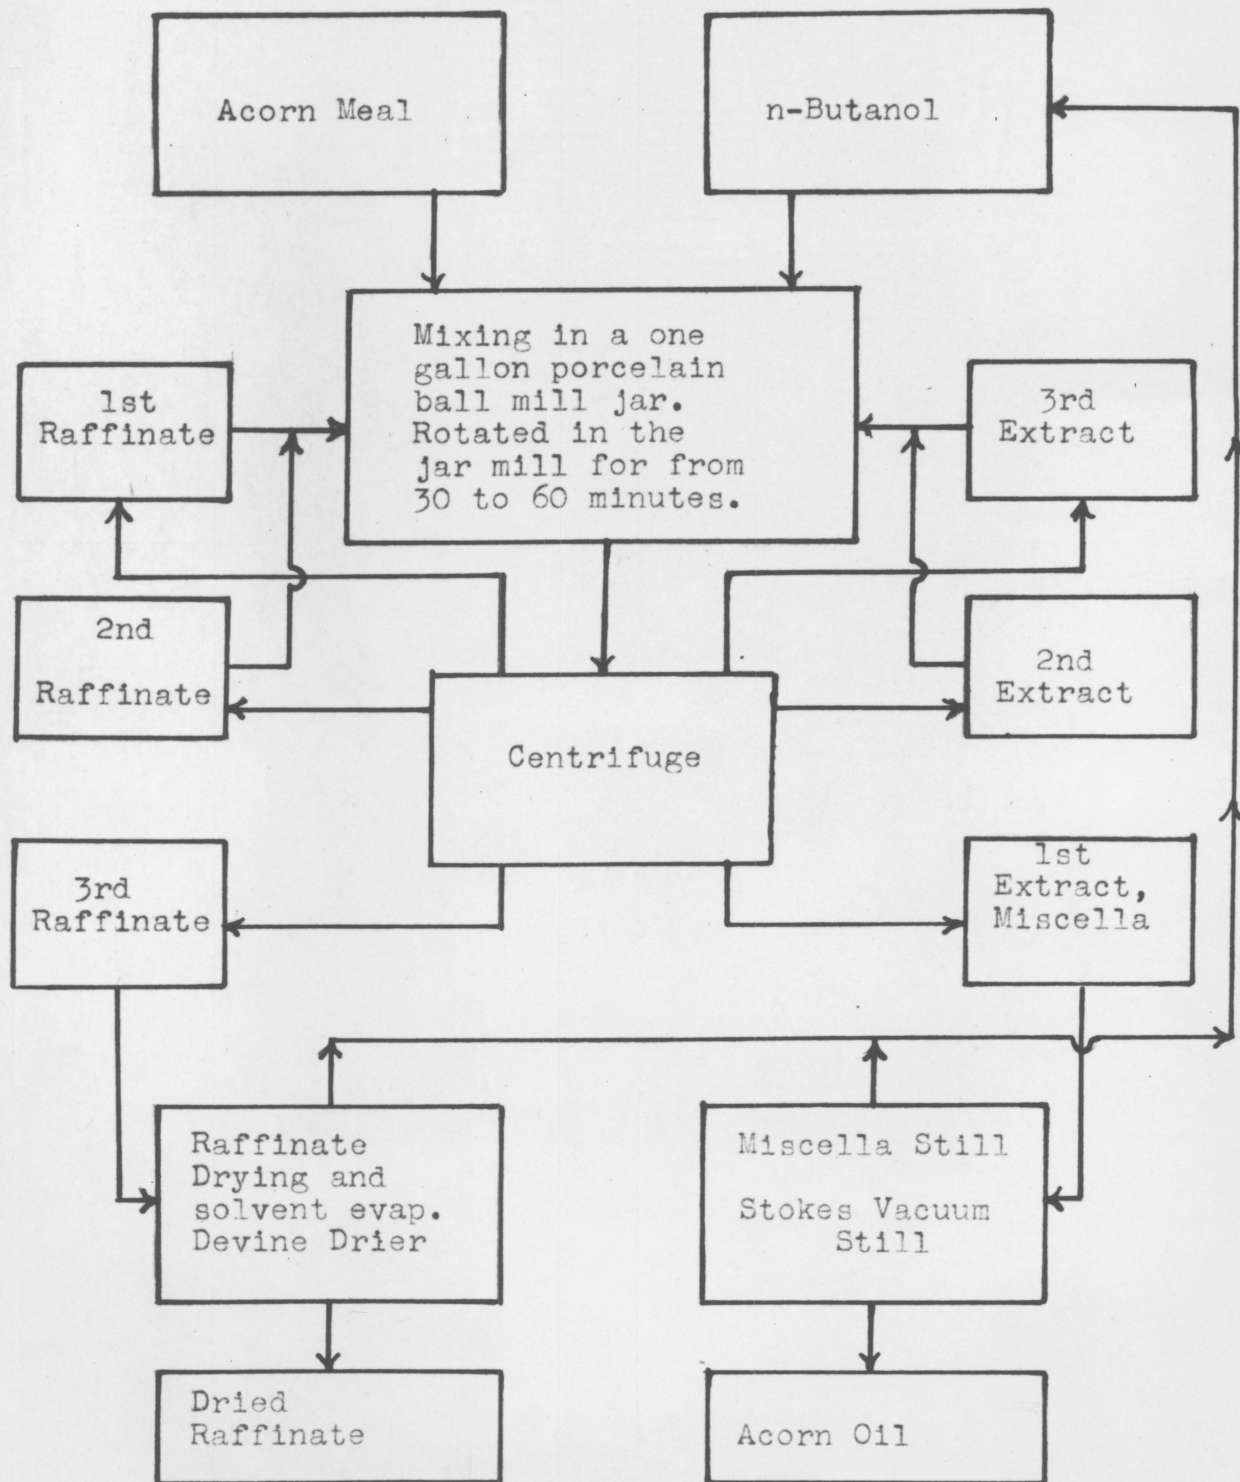 Acorn Meal
n-Butanol
Mixing in a one
gallon porcelain
ball mill jar.
Rotated in the
jar mill for from
30 to 60 minutes.
1st
Raffinate
3rd
Extract
2nd
Raffinate
2nd
Extract
Centrifuge
3rd
Raffinate
1st
Extract,
Miscella
Raffinate
Drying and
solvent evap.
Devine Drier
Miscella Still
Stokes Vacuum
Still
Dried
Raffinate
Acorn Oil